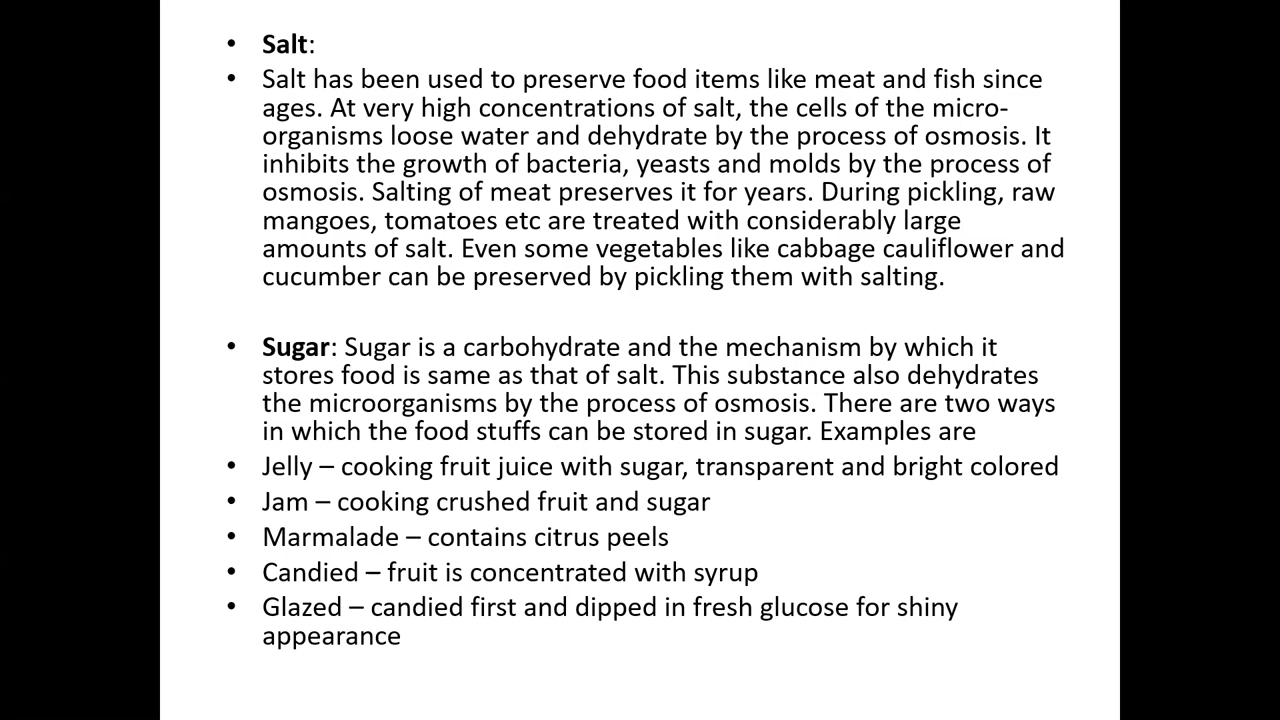 • Salt:
• Salt has been used to preserve food items like meat and fish since
ages. At very high concentrations of salt, the cells of the micro-
organisms loose water and dehydrate by the process of osmosis. It
inhibits the growth of bacteria, yeasts and molds by the process of
osmosis. Salting of meat preserves it for years. During pickling, raw
mangoes, tomatoes etc are treated with considerably large
amounts of salt. Even some vegetables like cabbage cauliflower and
cucumber can be preserved by pickling them with salting.
• Sugar: Sugar is a carbohydrate and the mechanism by which it
stores food is same as that of salt. This substance also dehydrates
the microorganisms by the process of osmosis. There are two ways
in which the food stuffs can be stored in sugar. Examples are
• Jelly – cooking fruit juice with sugar, transparent and bright colored
• Jam – cooking crushed fruit and sugar
• Marmalade – contains citrus peels
• Candied – fruit is concentrated with syrup
• Glazed – candied first and dipped in fresh glucose for shiny
appearance